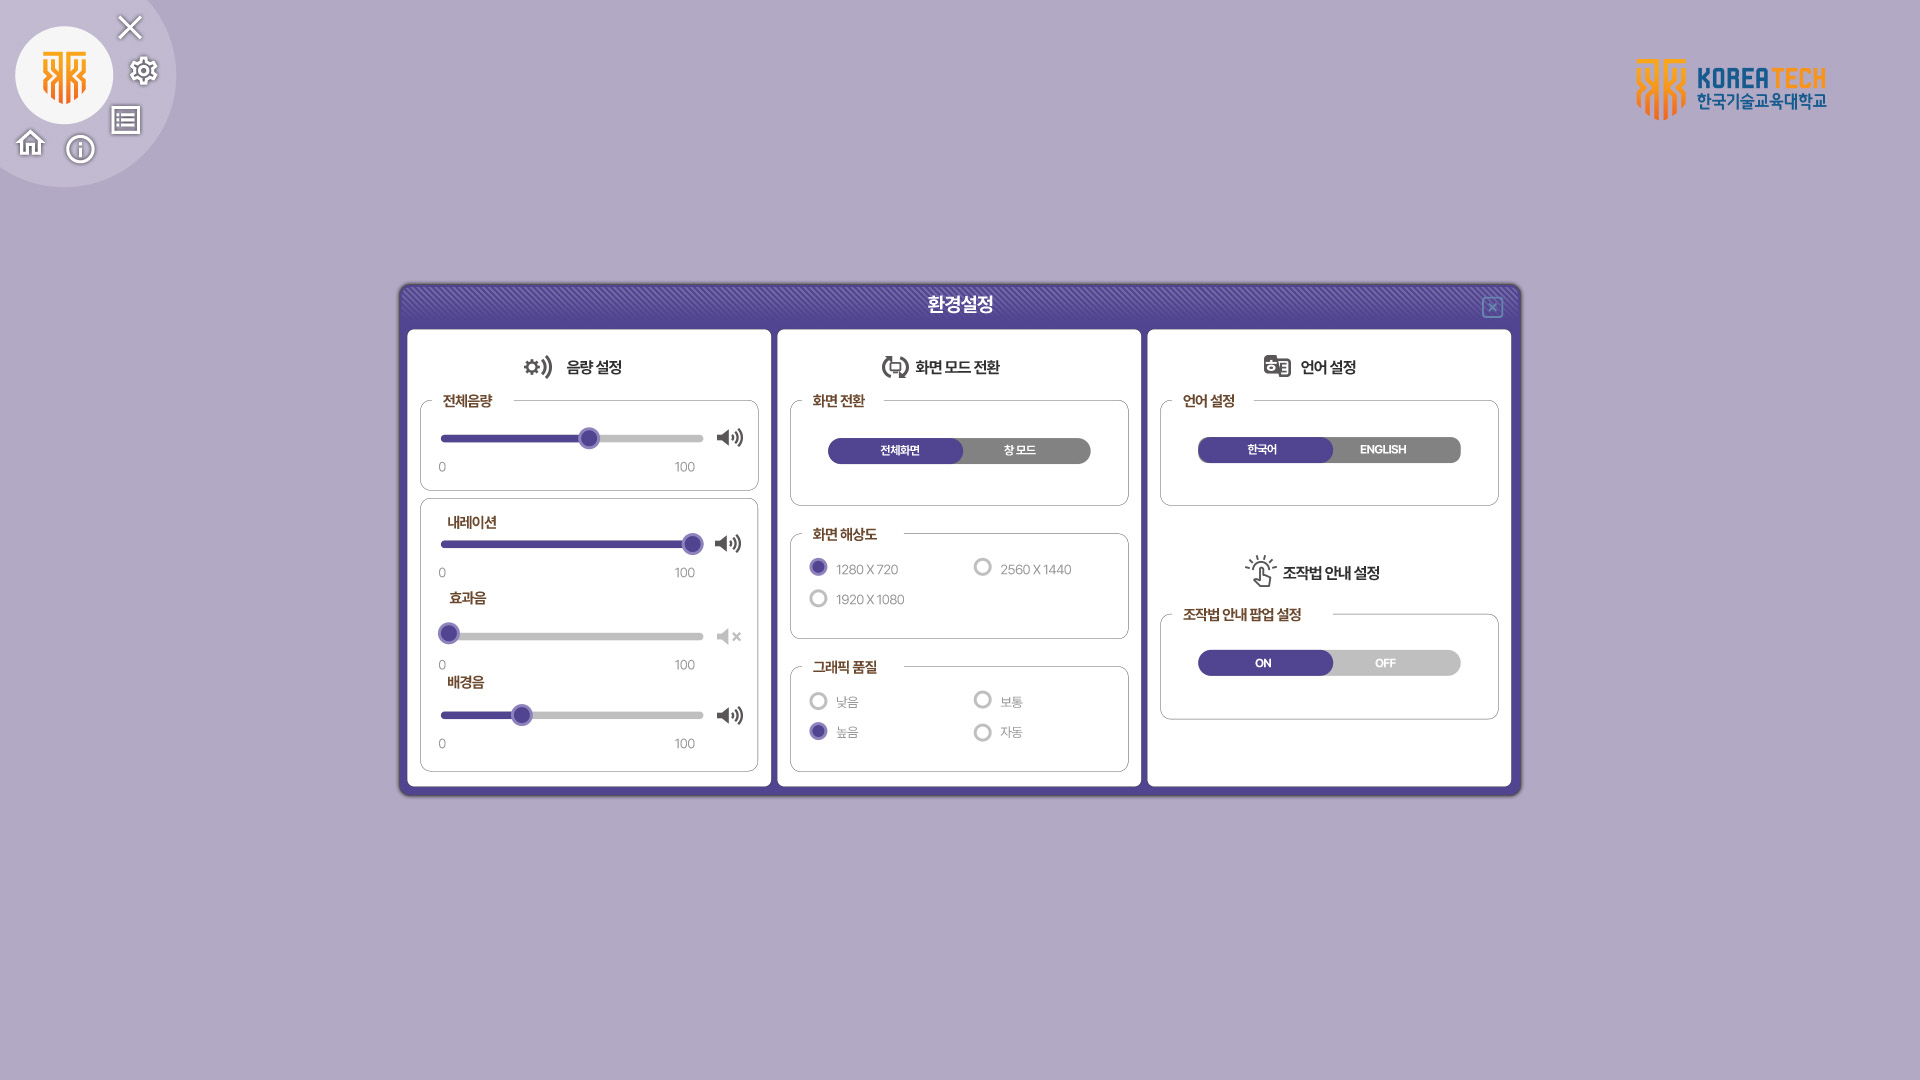 KOREATECH
한국기술교육대학교
환경설정
음량 설정
전체음량
0 100
내레이션
0 100
효과음
0 100
배경음
0 100
화면 모드 전환
화면 전환
전체화면 창 모드
화면 해상도
1280 X 720 2560 X 1440
1920 X 1080
그래픽 품질
낮음 보통
높음 자동
언어 설정
언어 설정
한국어 ENGLISH
조작법 안내 설정
조작법 안내 팝업 설정
ON OFF